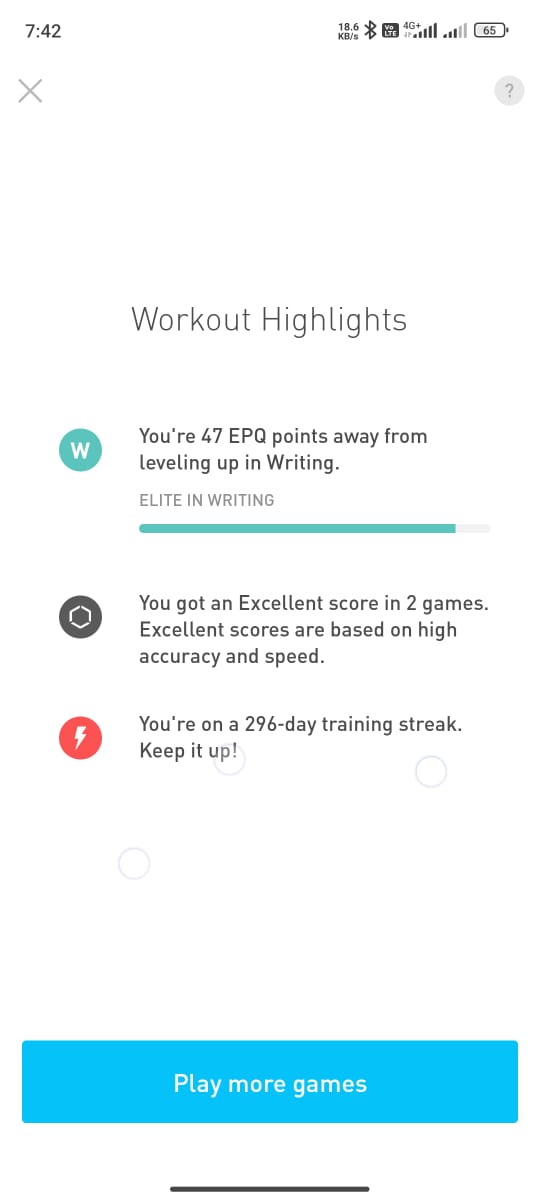 7:42
18.6 KB/s Vo LTE 4G+ 65
?
Workout Highlights
W
You're 47 EPQ points away from
leveling up in Writing.
ELITE IN WRITING
You got an Excellent score in 2 games.
Excellent scores are based on high
accuracy and speed.
You're on a 296-day training streak.
Keep it up!
Play more games